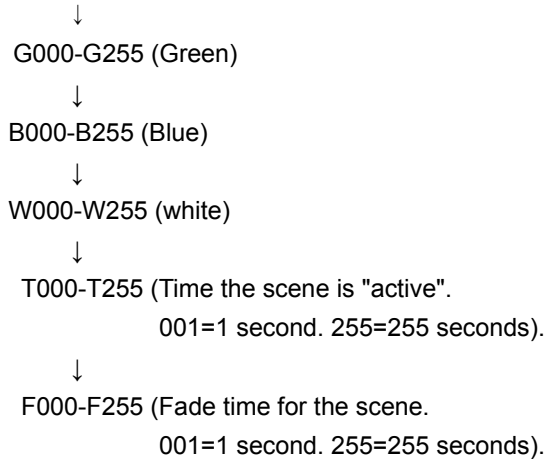 ↓
G000-G255 (Green)
↓
B000-B255 (Blue)
↓
W000-W255 (white)
↓
T000-T255 (Time the scene is "active".
001=1 second. 255=255 seconds).
↓
F000-F255 (Fade time for the scene.
001=1 second. 255=255 seconds).